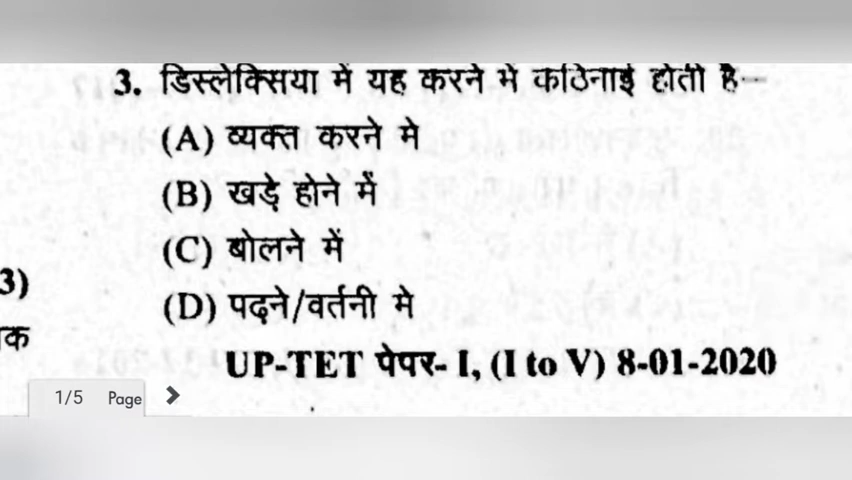 3. डिस्लेक्सिया में यह करने मे कठिनाई होती है—
(A) व्यक्त करने मे
(B) खड़े होने में
(C) बोलने में
3)
(D) पढ़ने/वर्तनी मे
क
UP-TET पेपर- I, (I to V) 8-01-2020
1/5 Page